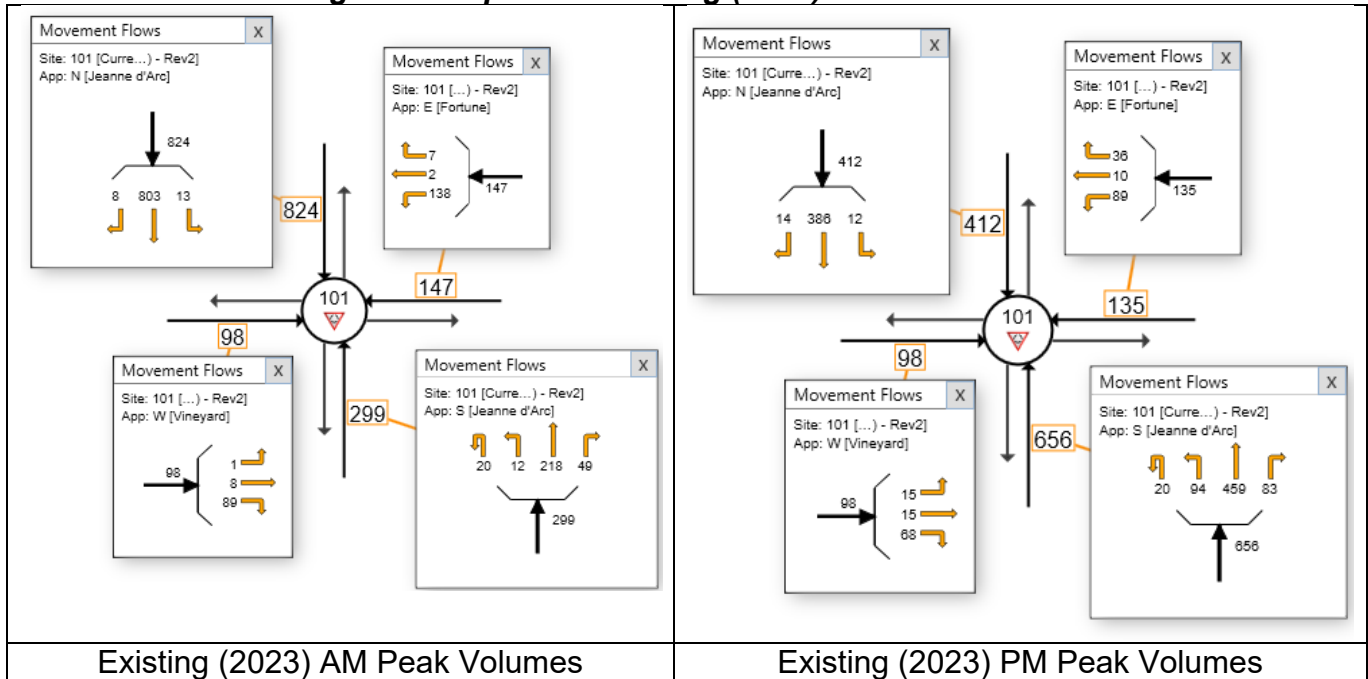 Movement Flows X
Site: 101 [Curre...) - Rev2]
App: N [Jeanne d'Arc]
824
8 803 13
824
Movement Flows X
Site: 101 [...) - Rev2]
App: E [Fortune]
7
2
138
147
147
101
98
Movement Flows X
Site: 101 [...) - Rev2]
App: W [Vineyard]
98
1
8
89
299
Movement Flows X
Site: 101 [Curre...) - Rev2]
App: S [Jeanne d'Arc]
20 12 218 49
299
Existing (2023) AM Peak Volumes
Movement Flows X
Site: 101 [Curre...) - Rev2]
App: N [Jeanne d'Arc]
412
14 386 12
412
Movement Flows X
Site: 101 [...) - Rev2]
App: E [Fortune]
36
10
89
135
135
101
98
Movement Flows X
Site: 101 [...) - Rev2]
App: W [Vineyard]
98
15
15
68
656
Movement Flows X
Site: 101 [Curre...) - Rev2]
App: S [Jeanne d'Arc]
20 94 459 83
656
Existing (2023) PM Peak Volumes